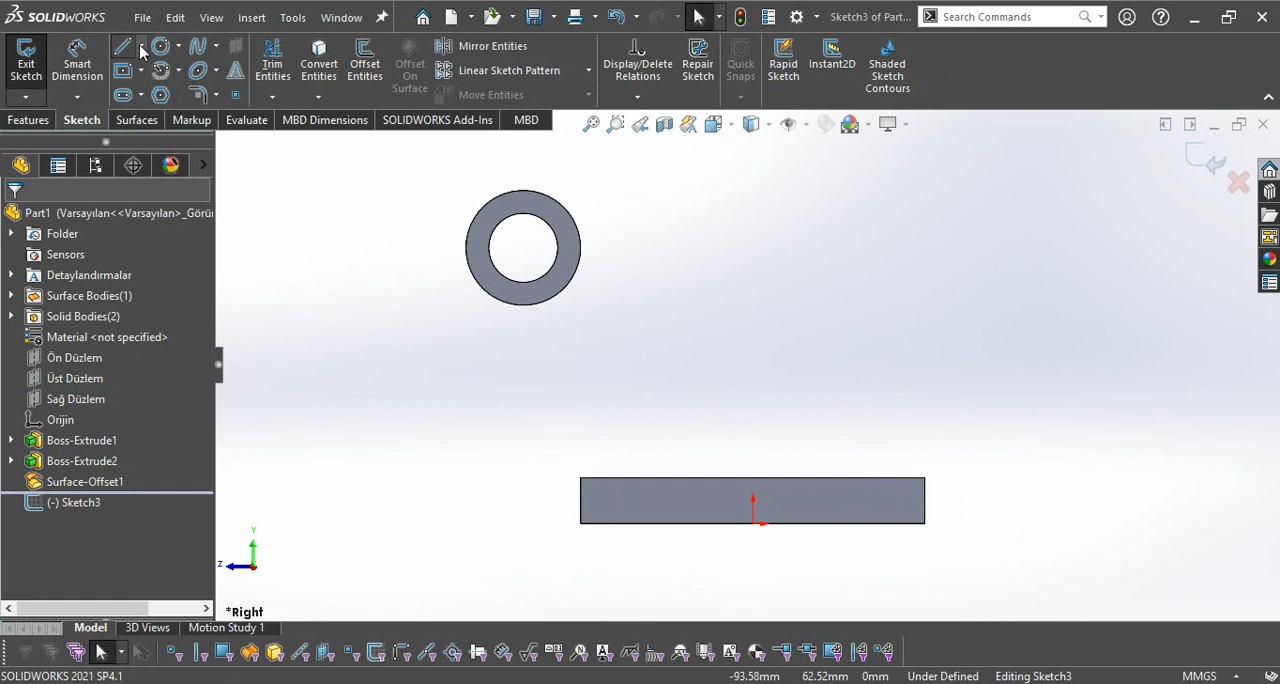 SOLIDWORKS File Edit View Insert Tools Window Sketch3 of Part... Search Commands
Exit Sketch Smart Dimension Trim Entities Convert Entities Offset Entities Offset On Surface Mirror Entities Linear Sketch Pattern Move Entities Display/Delete Relations Repair Sketch Quick Snaps Rapid Sketch Instant2D Shaded Sketch Contours
Features Sketch Surfaces Markup Evaluate MBD Dimensions SOLIDWORKS Add-Ins MBD
Part1 (Varsayılan<<Varsayılan>_Görür
Folder
Sensors
Detaylandırmalar
Surface Bodies(1)
Solid Bodies(2)
Material <not specified>
Ön Düzlem
Üst Düzlem
Sağ Düzlem
Orijin
Boss-Extrude1
Boss-Extrude2
Surface-Offset1
(-) Sketch3
Y
Z
*Right
Model 3D Views Motion Study 1
SOLIDWORKS 2021 SP4.1 -93.58mm 62.52mm 0mm Under Defined Editing Sketch3 MMGS